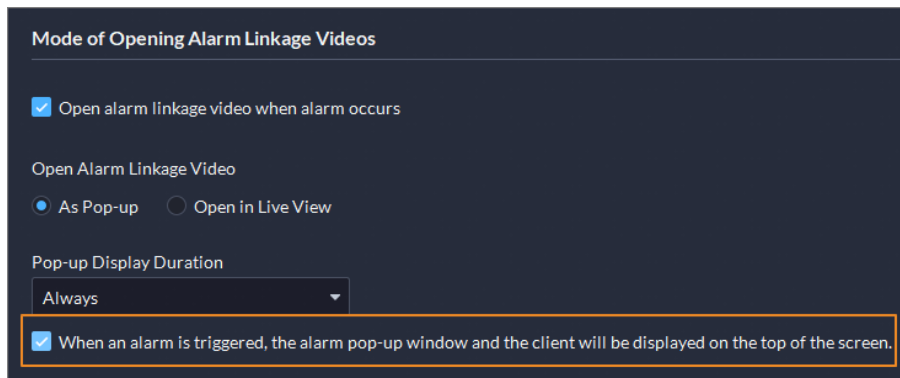 Mode of Opening Alarm Linkage Videos
Open alarm linkage video when alarm occurs
Open Alarm Linkage Video
As Pop-up Open in Live View
Pop-up Display Duration
Always
When an alarm is triggered, the alarm pop-up window and the client will be displayed on the top of the screen.